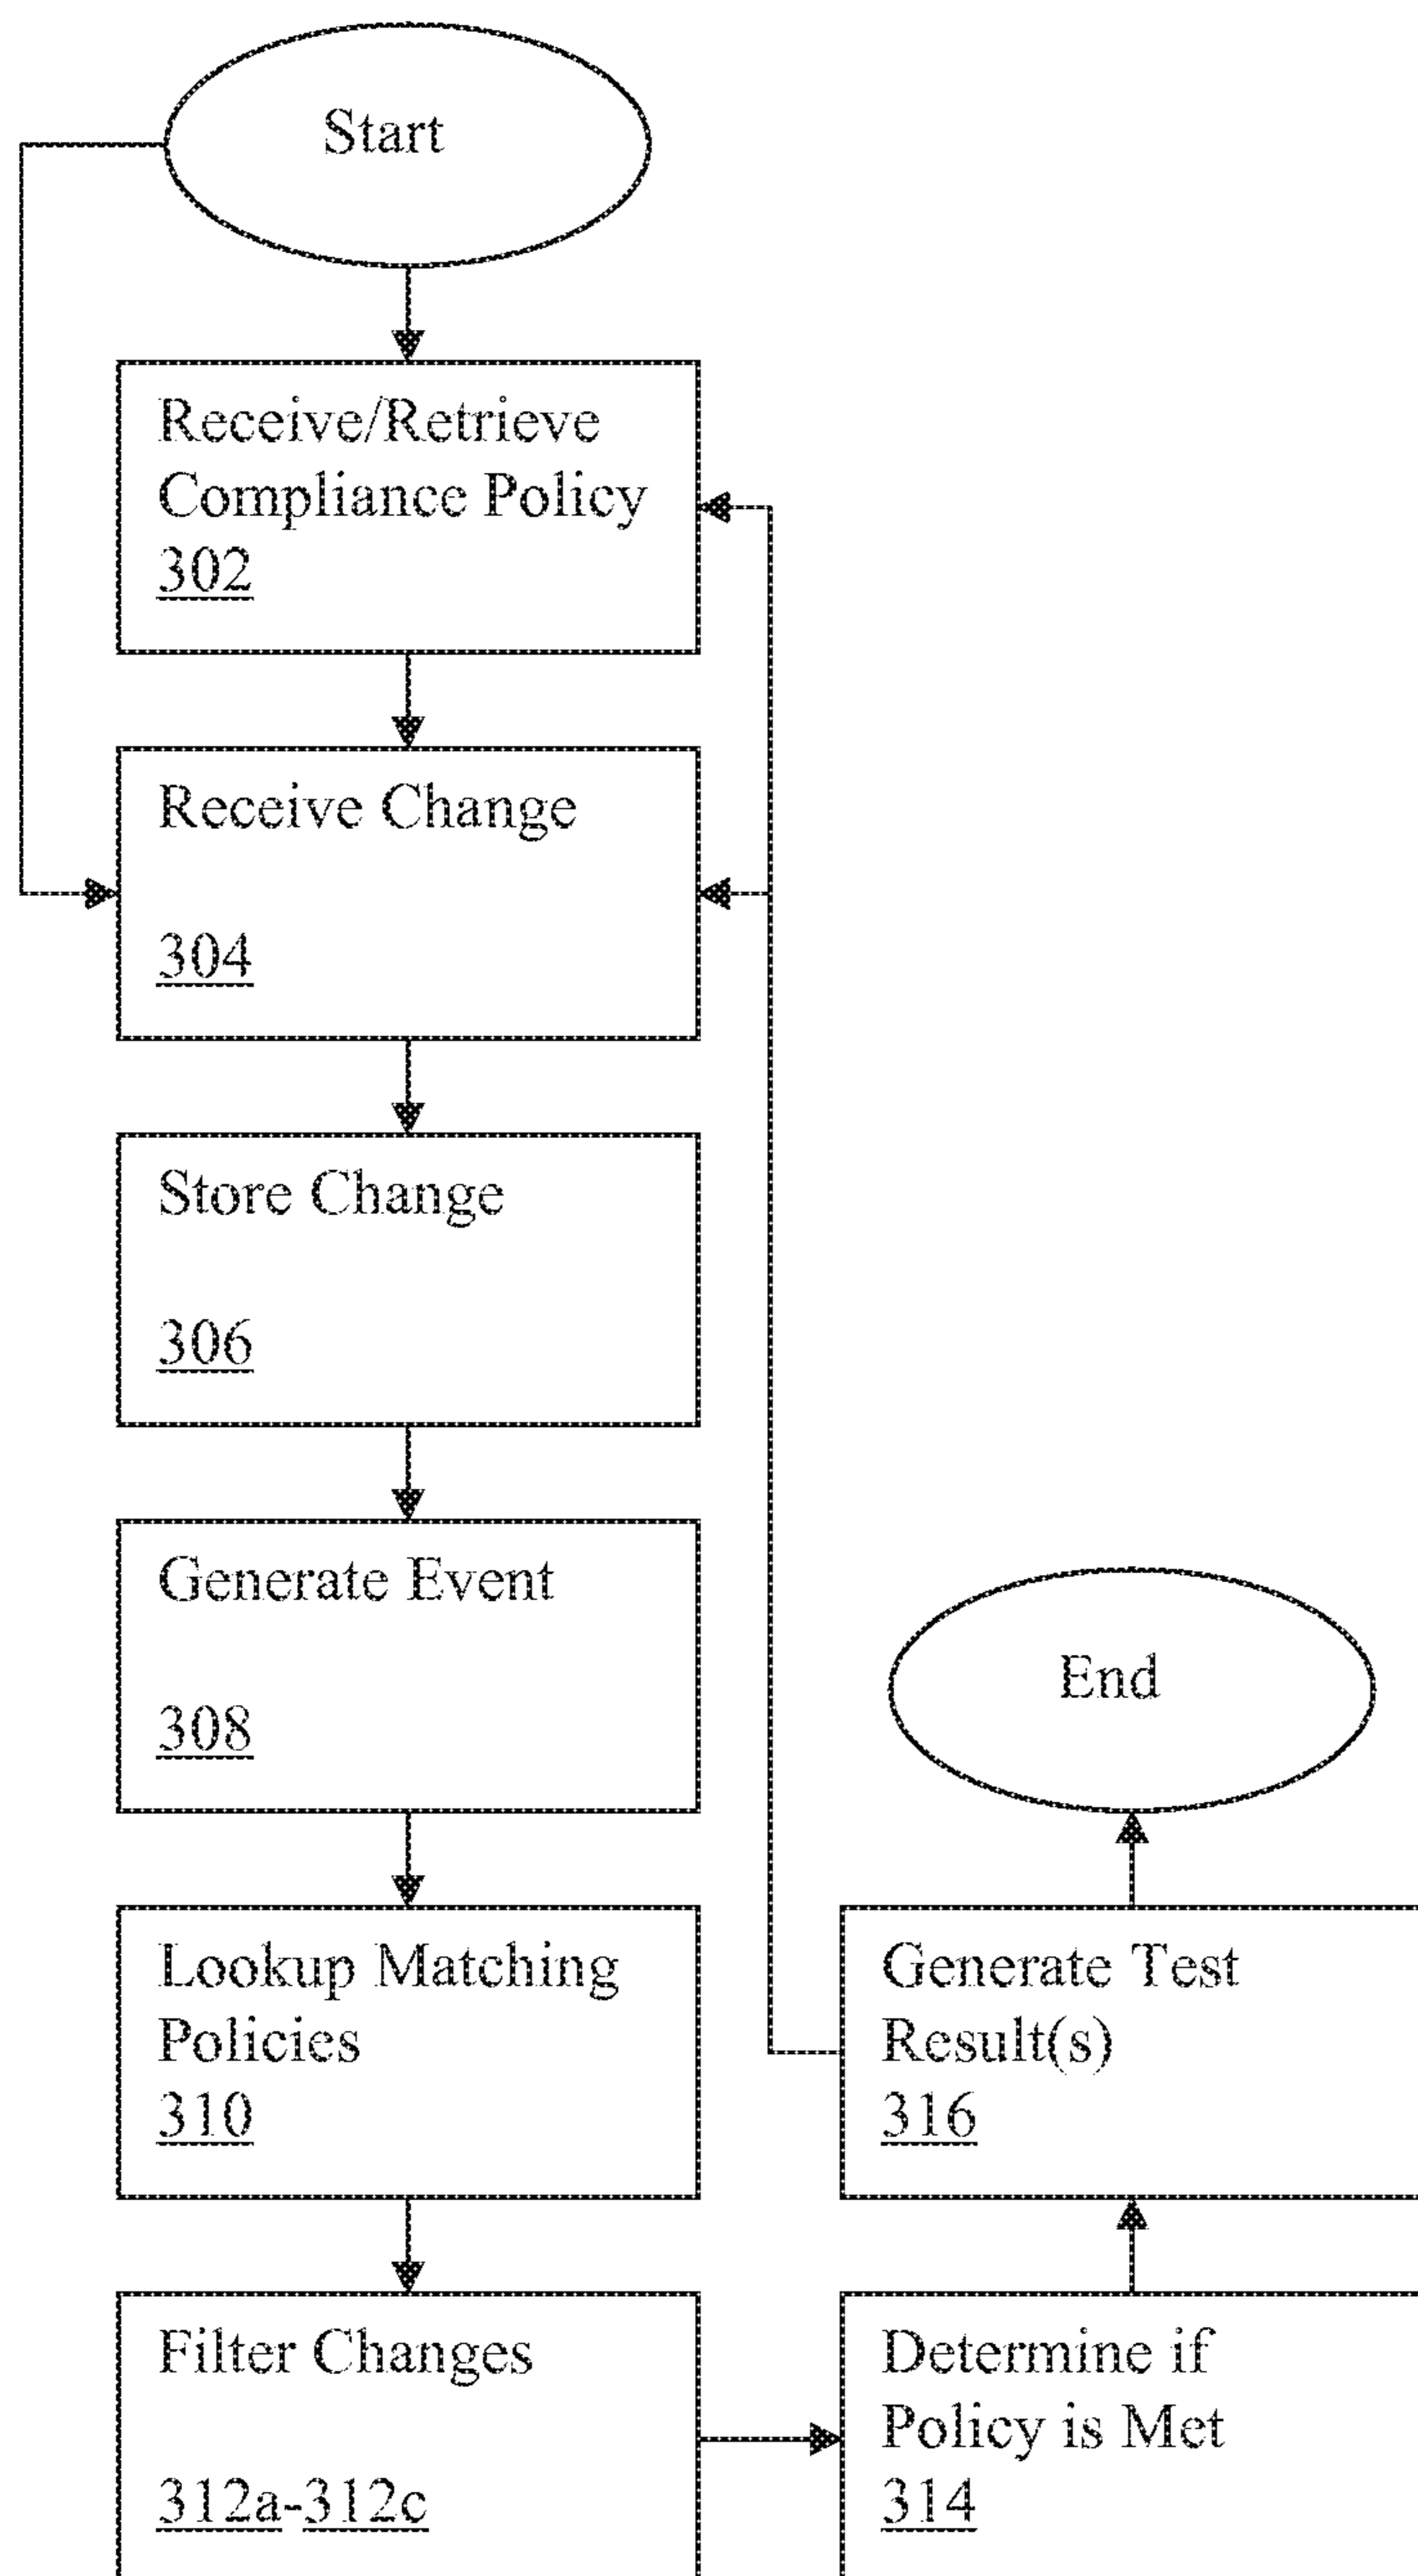 Start
Receive/Retrieve
Compliance Policy
302
Receive Change
304
Store Change
306
Generate Event
308
Lookup Matching
Policies
310
Filter Changes
312a-312c
Determine if
Policy is Met
314
Generate Test
Result(s)
316
End